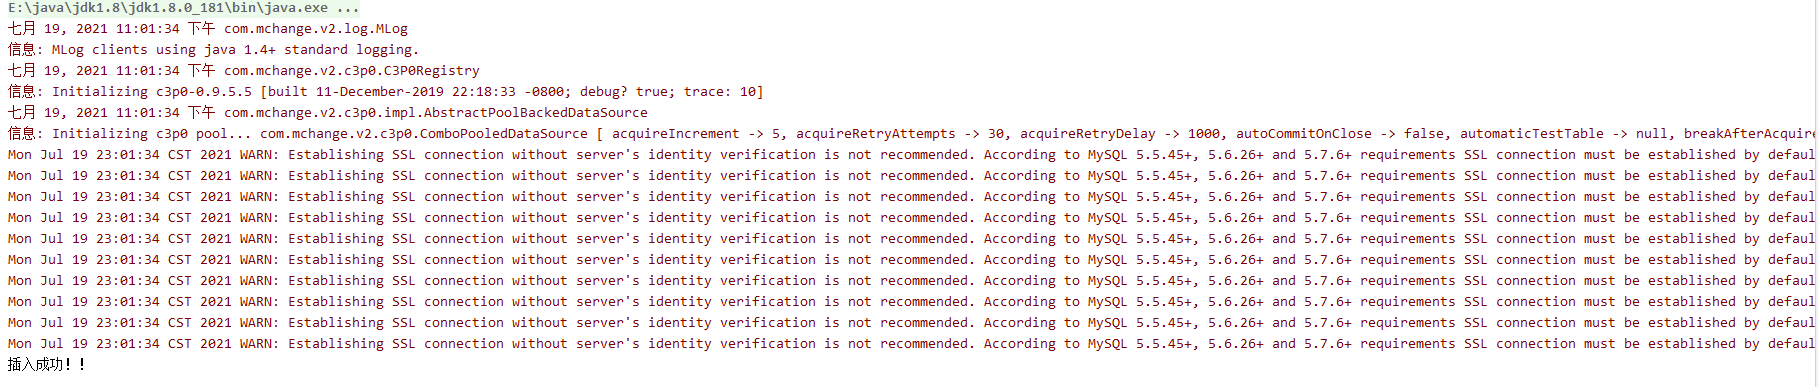 E:\java\jdk1.8\jdk1.8.0_181\bin\java.exe ...
七月 19, 2021 11:01:34 下午 com.mchange.v2.log.MLog
信息: MLog clients using java 1.4+ standard logging.
七月 19, 2021 11:01:34 下午 com.mchange.v2.c3p0.C3P0Registry
信息: Initializing c3p0-0.9.5.5 [built 11-December-2019 22:18:33 -0800; debug? true; trace: 10]
七月 19, 2021 11:01:34 下午 com.mchange.v2.c3p0.impl.AbstractPoolBackedDataSource
信息: Initializing c3p0 pool... com.mchange.v2.c3p0.ComboPooledDataSource [ acquireIncrement -> 5, acquireRetryAttempts -> 30, acquireRetryDelay -> 1000, autoCommitOnClose -> false, automaticTestTable -> null, breakAfterAcquire
Mon Jul 19 23:01:34 CST 2021 WARN: Establishing SSL connection without server's identity verification is not recommended. According to MySQL 5.5.45+, 5.6.26+ and 5.7.6+ requirements SSL connection must be established by defaul
Mon Jul 19 23:01:34 CST 2021 WARN: Establishing SSL connection without server's identity verification is not recommended. According to MySQL 5.5.45+, 5.6.26+ and 5.7.6+ requirements SSL connection must be established by defaul
Mon Jul 19 23:01:34 CST 2021 WARN: Establishing SSL connection without server's identity verification is not recommended. According to MySQL 5.5.45+, 5.6.26+ and 5.7.6+ requirements SSL connection must be established by defaul
Mon Jul 19 23:01:34 CST 2021 WARN: Establishing SSL connection without server's identity verification is not recommended. According to MySQL 5.5.45+, 5.6.26+ and 5.7.6+ requirements SSL connection must be established by defaul
Mon Jul 19 23:01:34 CST 2021 WARN: Establishing SSL connection without server's identity verification is not recommended. According to MySQL 5.5.45+, 5.6.26+ and 5.7.6+ requirements SSL connection must be established by defaul
Mon Jul 19 23:01:34 CST 2021 WARN: Establishing SSL connection without server's identity verification is not recommended. According to MySQL 5.5.45+, 5.6.26+ and 5.7.6+ requirements SSL connection must be established by defaul
Mon Jul 19 23:01:34 CST 2021 WARN: Establishing SSL connection without server's identity verification is not recommended. According to MySQL 5.5.45+, 5.6.26+ and 5.7.6+ requirements SSL connection must be established by defaul
Mon Jul 19 23:01:34 CST 2021 WARN: Establishing SSL connection without server's identity verification is not recommended. According to MySQL 5.5.45+, 5.6.26+ and 5.7.6+ requirements SSL connection must be established by defaul
Mon Jul 19 23:01:34 CST 2021 WARN: Establishing SSL connection without server's identity verification is not recommended. According to MySQL 5.5.45+, 5.6.26+ and 5.7.6+ requirements SSL connection must be established by defaul
Mon Jul 19 23:01:34 CST 2021 WARN: Establishing SSL connection without server's identity verification is not recommended. According to MySQL 5.5.45+, 5.6.26+ and 5.7.6+ requirements SSL connection must be established by defaul
插入成功！！